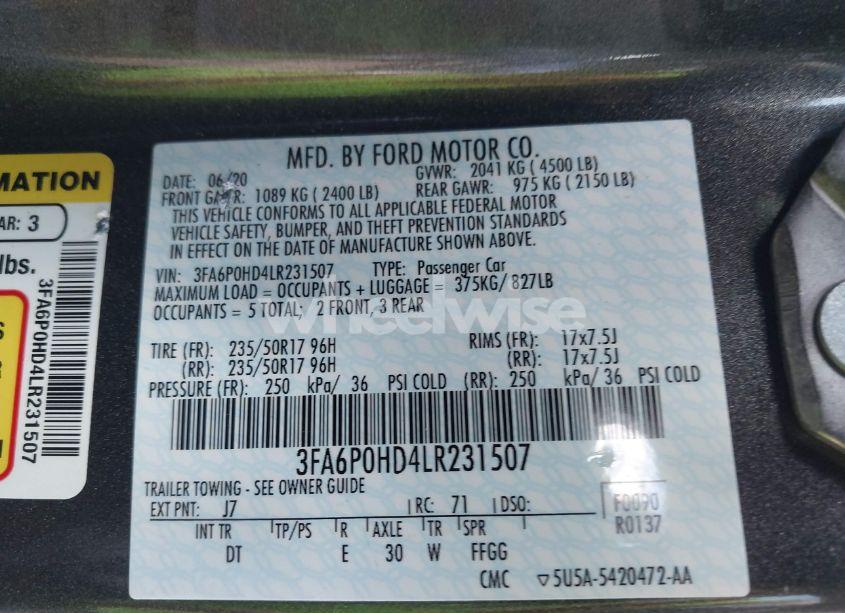 MATION
AR: 3
lbs.
3FA6P0HD4LR231507
MFD. BY FORD MOTOR CO.
DATE: 06/20 GVWR: 2041 KG ( 4500 LB)
FRONT GAWR: 1089 KG ( 2400 LB) REAR GAWR: 975 KG ( 2150 LB)
THIS VEHICLE CONFORMS TO ALL APPLICABLE FEDERAL MOTOR
VEHICLE SAFETY, BUMPER, AND THEFT PREVENTION STANDARDS
IN EFFECT ON THE DATE OF MANUFACTURE SHOWN ABOVE.
VIN: 3FA6P0HD4LR231507 TYPE: Passenger Car
MAXIMUM LOAD = OCCUPANTS + LUGGAGE = 375KG/ 827LB
OCCUPANTS = 5 TOTAL; 2 FRONT, 3 REAR
wheelwise
TIRE (FR): 235/50R17 96H RIMS (FR): 17x7.5J
(RR): 235/50R17 96H (RR): 17x7.5J
PRESSURE (FR): 250 kPa/ 36 PSI COLD (RR): 250 kPa/ 36 PSI COLD
3FA6P0HD4LR231507
TRAILER TOWING - SEE OWNER GUIDE
EXT PNT: J7 RC: 71 DSO: F0090
R0137
INT TR TP/PS R AXLE TR SPR
DT E 30 W FFGG
CMC ▽5U5A-5420472-AA